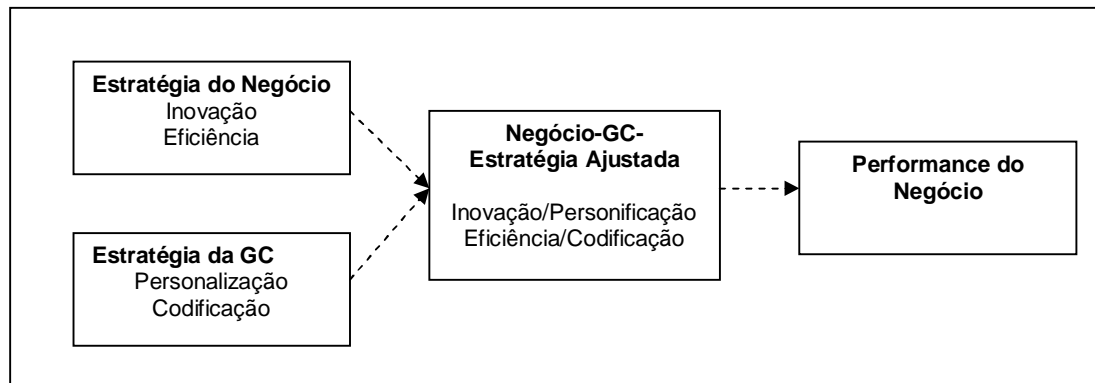 Estratégia do Negócio
Inovação
Eficiência
Estratégia da GC
Personalização
Codificação
Negócio-GC-
Estratégia Ajustada
Inovação/Personificação
Eficiência/Codificação
Performance do
Negócio